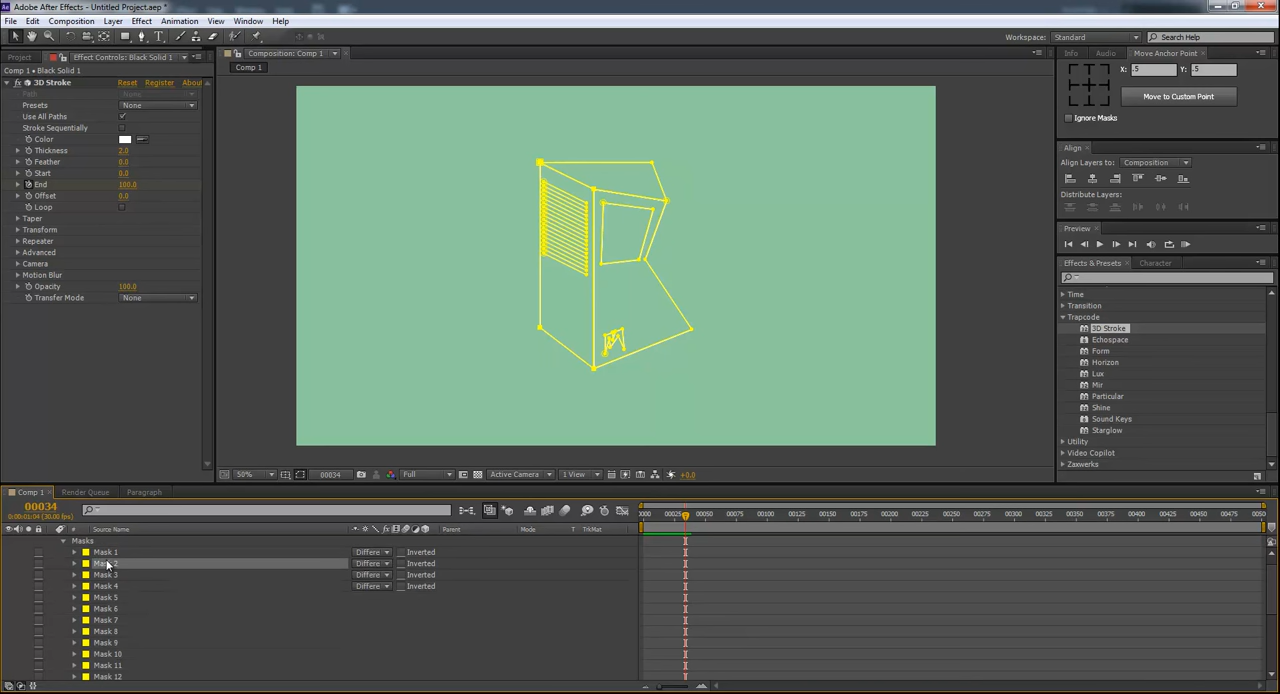 Adobe After Effects - Untitled Project.aep *
File Edit Composition Layer Effect Animation View Window Help
Workspace: Standard Search Help
Project Effect Controls: Black Solid 1 Composition: Comp 1 Info Audio Move Anchor Point
Comp 1 • Black Solid 1 Comp 1
3D Stroke Reset Register Abou
Path None
Presets None
Use All Paths
Stroke Sequentially
Color
Thickness 2.0
Feather 0.0
Start 0.0
End 100.0
Offset 0.0
Loop
Taper
Transform
Repeater
Advanced
Camera
Motion Blur
Opacity 100.0
Transfer Mode None
X: .5 Y: .5
Move to Custom Point
Ignore Masks
Align
Align Layers to: Composition
Distribute Layers:
Preview
Effects & Presets Character
Time
Transition
Trapcode
3D Stroke
Echospace
Form
Horizon
Lux
Mir
Particular
Shine
Sound Keys
Starglow
Utility
Video Copilot
Zaxwerks
50% 00034 Full Active Camera 1 View +0.0
Comp 1 Render Queue Paragraph
00034
0:00:01:04 (30.00 fps)
0000 00025 00050 00075 00100 00125 00150 00175 00200 00225 00250 00275 00300 00325 00350 00375 00400 00425 00450 00475 0050
Source Name Mode T TrkMat Parent
Masks
Mask 1 Differe Inverted
Mask 2 Differe Inverted
Mask 3 Differe Inverted
Mask 4 Differe Inverted
Mask 5
Mask 6
Mask 7
Mask 8
Mask 9
Mask 10
Mask 11
Mask 12